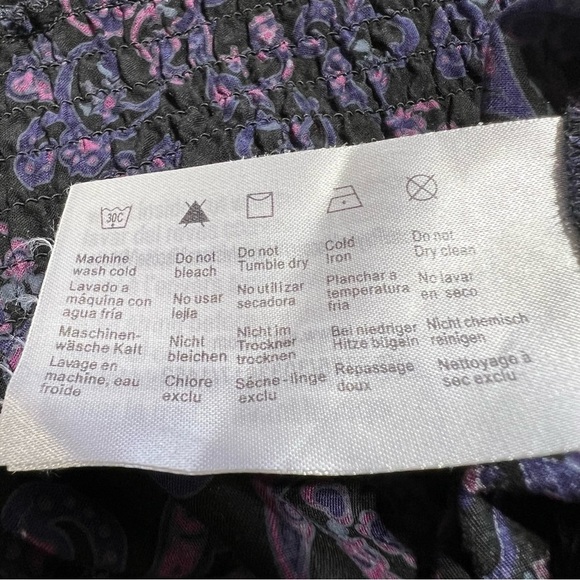 30C
Machine
wash cold
Lavado a
máquina con
agua fría
Maschinen-
wäsche Kalt
Lavage en
machine, eau
froide
Do not
bleach
No usar
lejia
Nicht
bleichen
Chlore
exclu
Do not
Tumble dry
No utilizar
secadora
Nicht im
Trockner
trocknen
Séche-linge
exclu
Cold
Iron
Planchar a
temperatura
fria
Bei niedriger
Hitze bügeln
Repassage
doux
Do not
Dry clean
No lavar
en seco
Nicht chemisch
reinigen
Nettoyage à
sec exclu